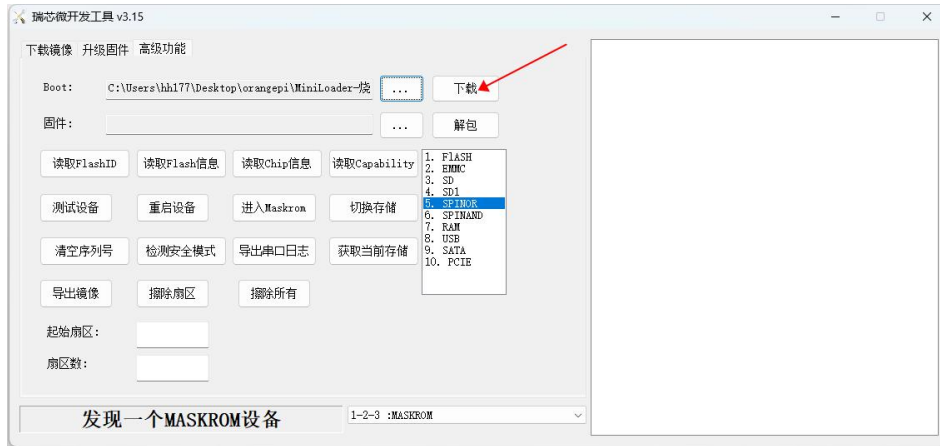 瑞芯微开发工具 v3.15
下载镜像 升级固件 高级功能
Boot: C:\Users\hh177\Desktop\orangepi\MiniLoader-烧 ... 下载
固件: ... 解包
读取FlashID 读取Flash信息 读取Chip信息 读取Capability
测试设备 重启设备 进入Maskrom 切换存储
清空序列号 检测安全模式 导出串口日志 获取当前存储
导出镜像 擦除扇区 擦除所有
1. FlASH
2. EMMC
3. SD
4. SD1
5. SPINOR
6. SPINAND
7. RAM
8. USB
9. SATA
10. PCIE
起始扇区:
扇区数:
发现一个MASKROM设备 1-2-3 :MASKROM